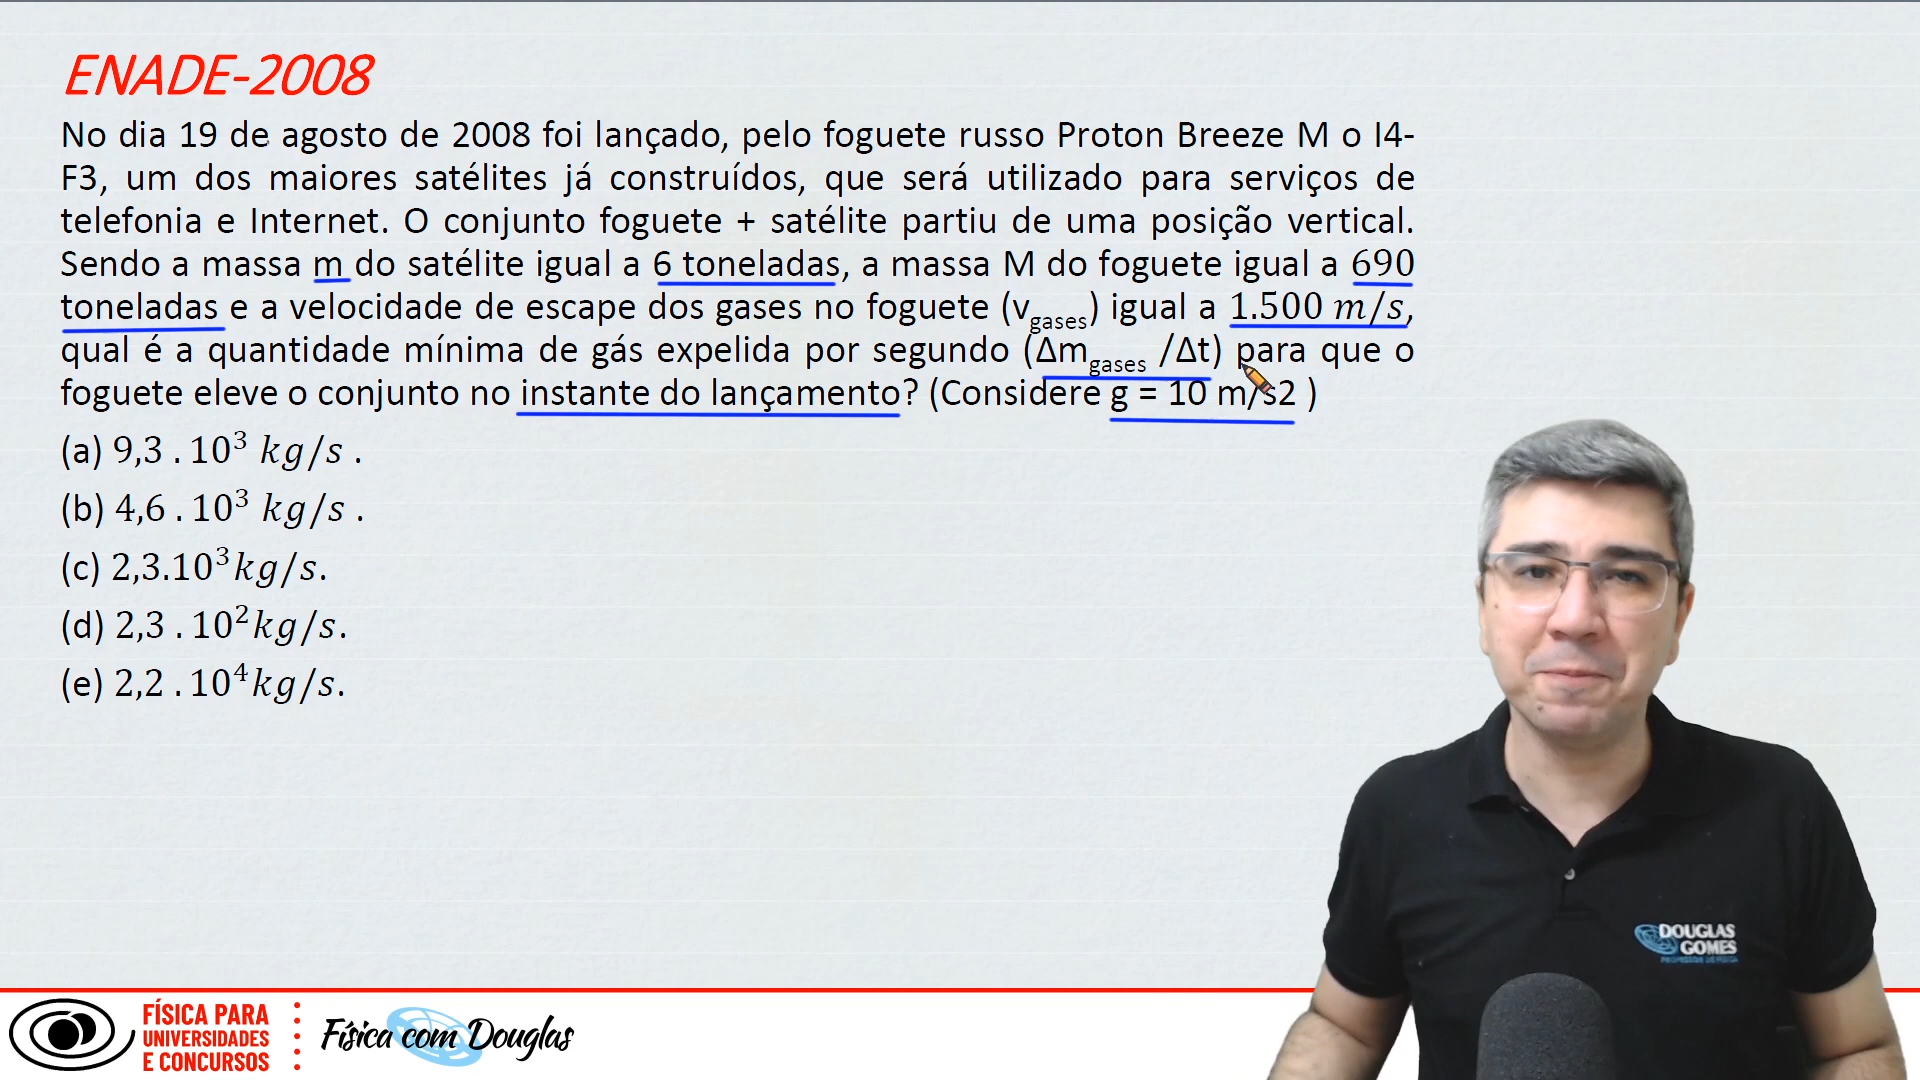 ENADE-2008
No dia 19 de agosto de 2008 foi lançado, pelo foguete russo Proton Breeze M o I4-
F3, um dos maiores satélites já construídos, que será utilizado para serviços de
telefonia e Internet. O conjunto foguete + satélite partiu de uma posição vertical.
Sendo a massa m do satélite igual a 6 toneladas, a massa M do foguete igual a 690
toneladas e a velocidade de escape dos gases no foguete (v_gases) igual a 1.500 m/s,
qual é a quantidade mínima de gás expelida por segundo (Δm_gases /Δt) para que o
foguete eleve o conjunto no instante do lançamento? (Considere g = 10 m/s2 )
(a) 9,3 . 10³ kg/s .
(b) 4,6 . 10³ kg/s .
(c) 2,3.10³kg/s.
(d) 2,3 . 10²kg/s.
(e) 2,2 . 10⁴kg/s.
DOUGLAS
GOMES
PROFESSOR DE FÍSICA
FÍSICA PARA
UNIVERSIDADES
E CONCURSOS
Física com Douglas